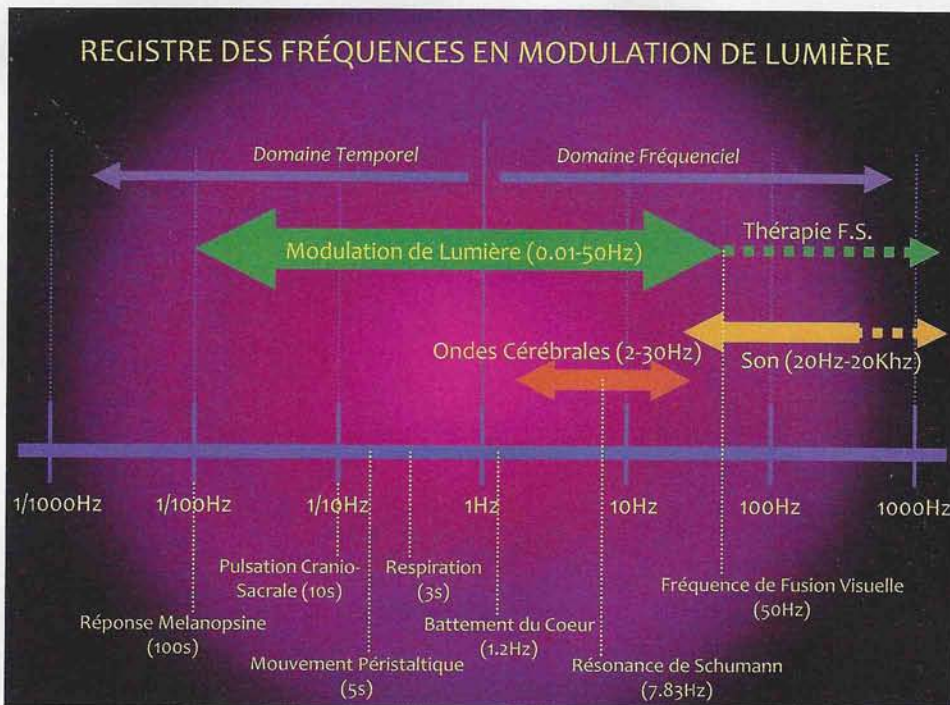 REGISTRE DES FRÉQUENCES EN MODULATION DE LUMIÈRE
Domaine Temporel
Domaine Fréquenciel
Modulation de Lumière (0.01-50Hz)
Thérapie F.S.
Ondes Cérébrales (2-30Hz)
Son (20Hz-20Khz)
1/1000Hz
1/100Hz
1/10Hz
1Hz
10Hz
100Hz
1000Hz
Pulsation Cranio-
Sacrale (10s)
Respiration
(3s)
Fréquence de Fusion Visuelle
(50Hz)
Réponse Melanopsine
(100s)
Battement du Coeur
(1.2Hz)
Mouvement Péristaltique
(5s)
Résonance de Schumann
(7.83Hz)